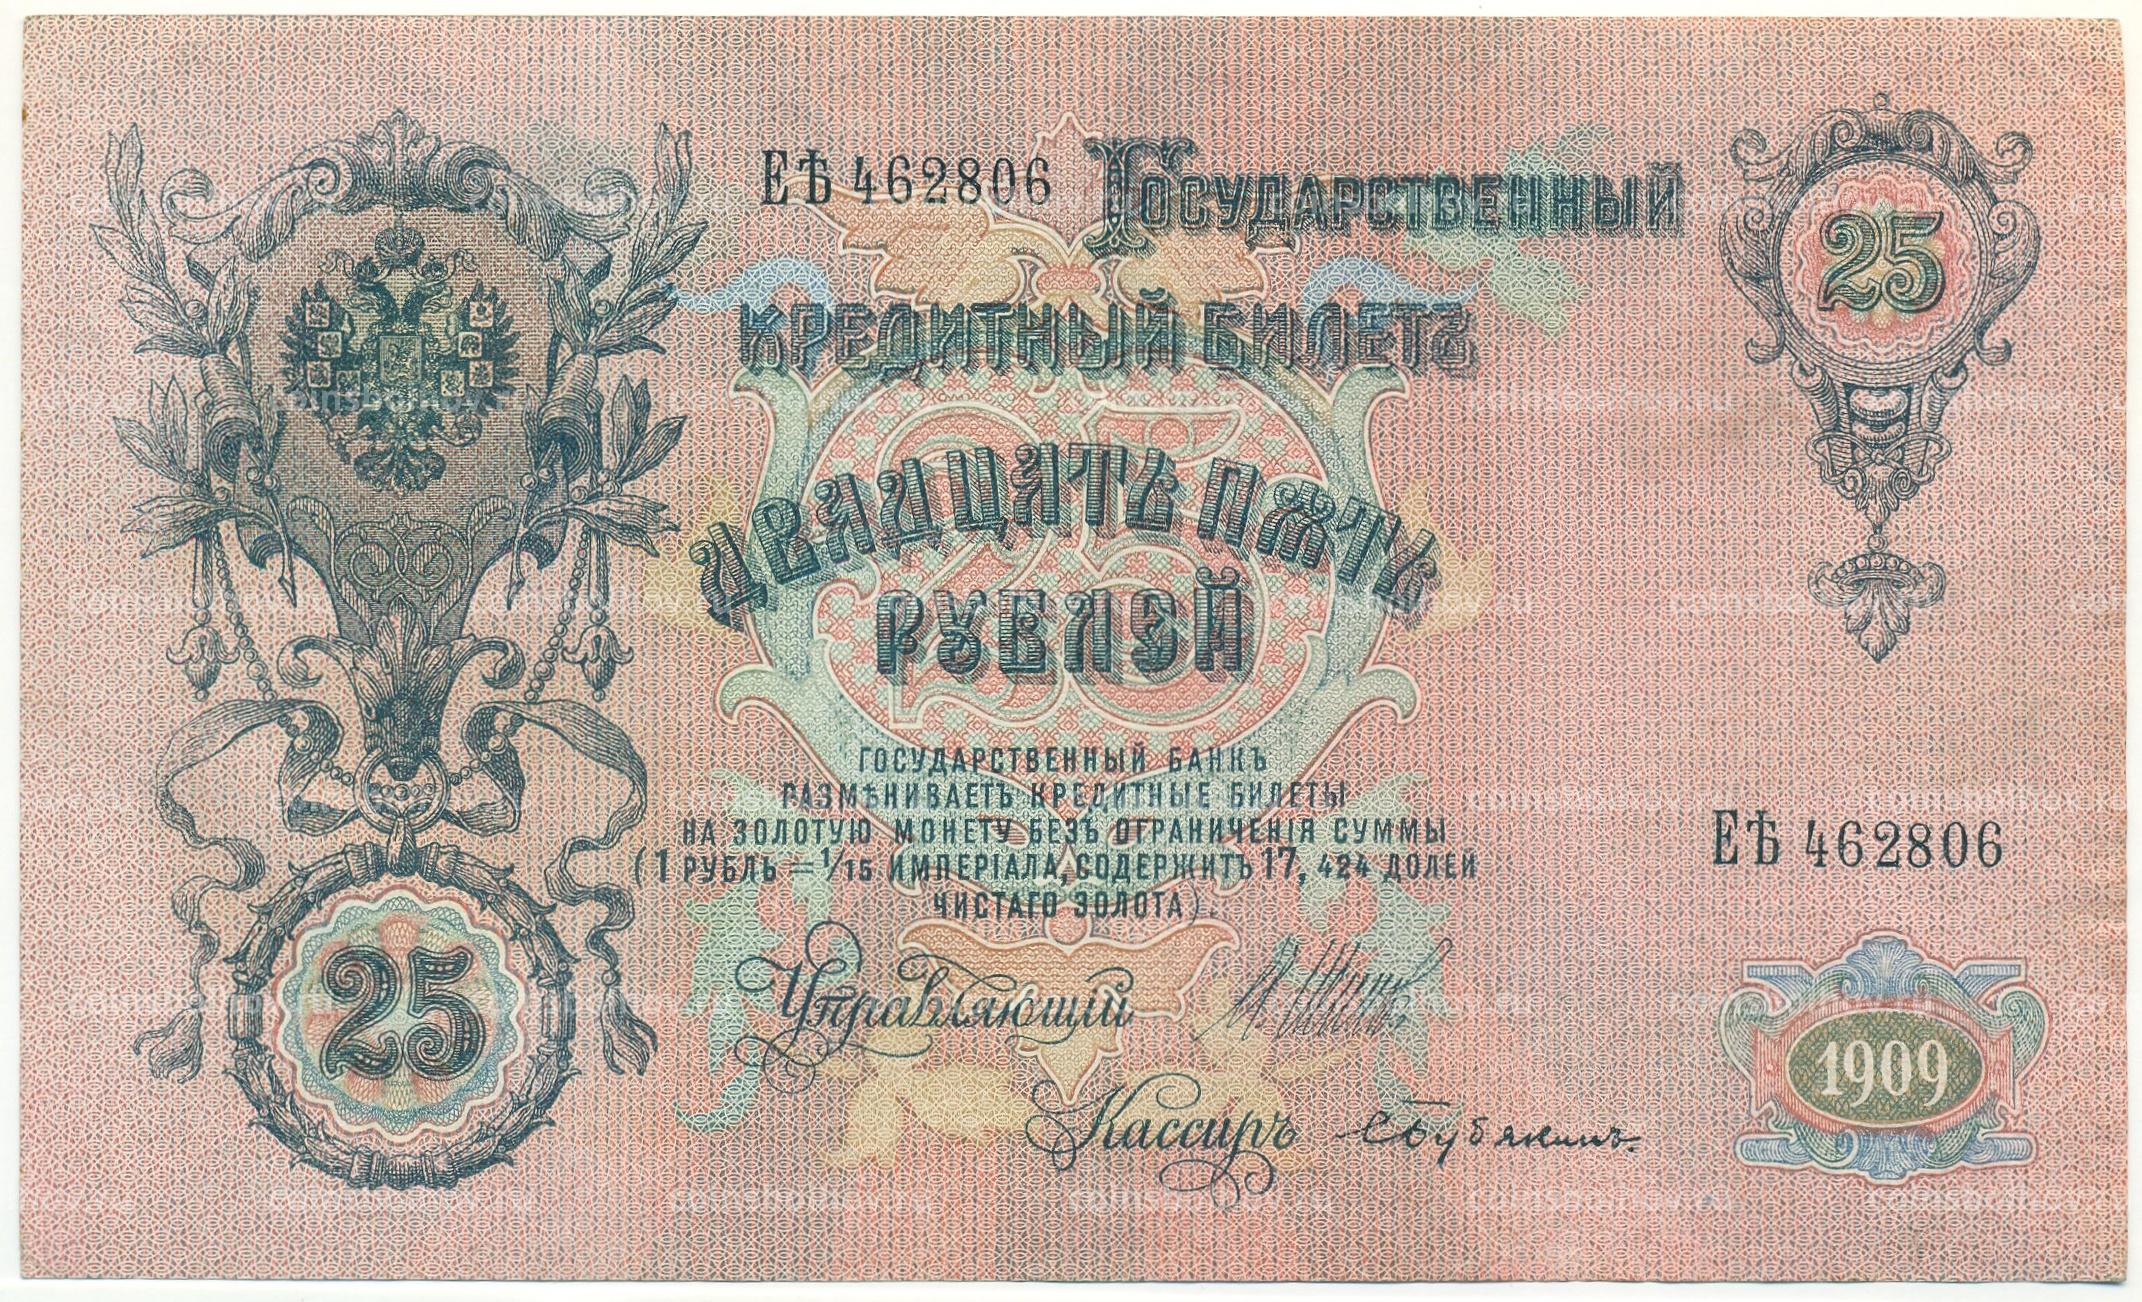 ЕѢ 462806
ГОСУДАРСТВЕННЫЙ
25
КРЕДИТНЫЙ БИЛЕТЪ
25
ДВАДЦАТЬ ПЯТЬ
РУБЛЕЙ
ГОСУДАРСТВЕННЫЙ БАНКЪ
РАЗМѢНИВАЕТЪ КРЕДИТНЫЕ БИЛЕТЫ
НА ЗОЛОТУЮ МОНЕТУ БЕЗЪ ОГРАНИЧЕНІЯ СУММЫ
(1 РУБЛЬ = 1/15 ИМПЕРІАЛА, СОДЕРЖИТЪ 17, 424 ДОЛЕЙ
ЧИСТАГО ЗОЛОТА).
ЕѢ 462806
25
Управляющій
Кассиръ
1909